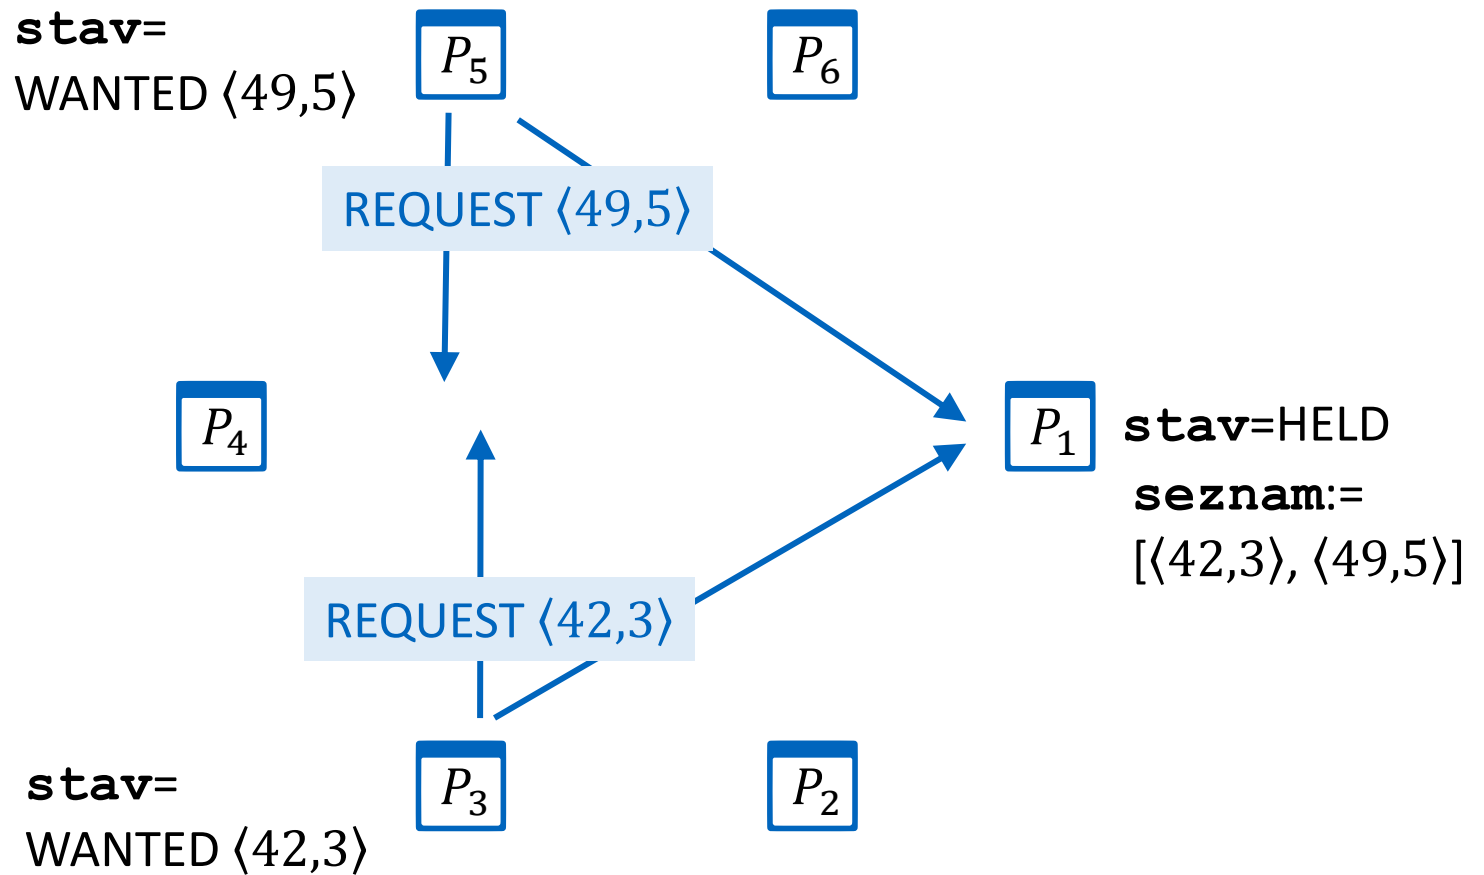 stav=
WANTED ⟨49,5⟩
P₅
P₆
REQUEST ⟨49,5⟩
P₄
P₁
stav=HELD
seznam:=
[⟨42,3⟩, ⟨49,5⟩]
REQUEST ⟨42,3⟩
stav=
WANTED ⟨42,3⟩
P₃
P₂